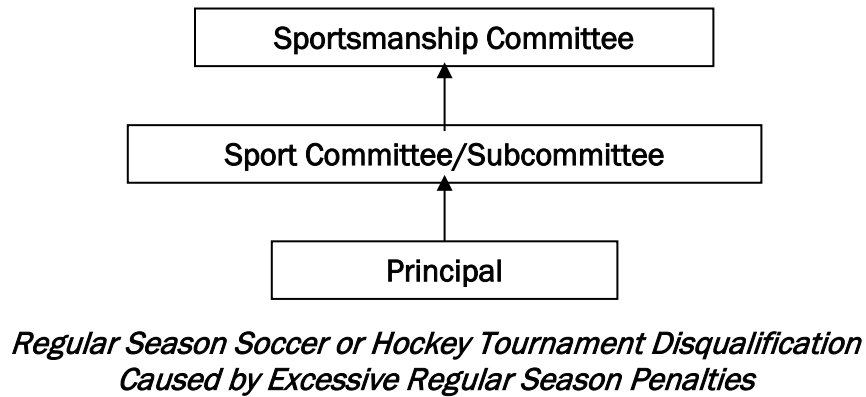 Sportsmanship Committee
Sport Committee/Subcommittee
Principal
Regular Season Soccer or Hockey Tournament Disqualification
Caused by Excessive Regular Season Penalties